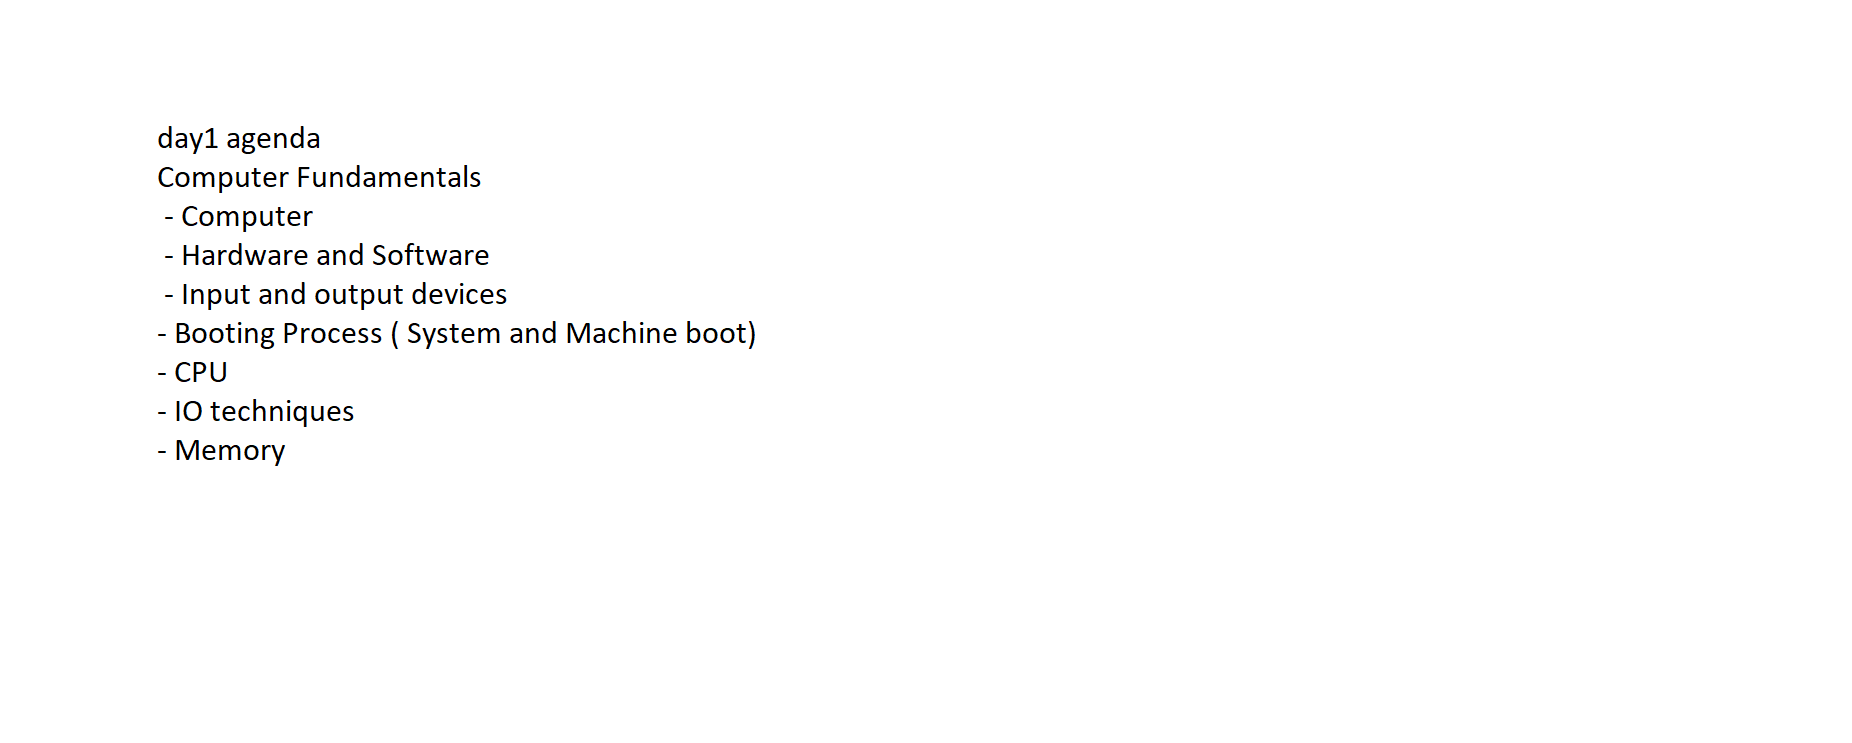 day1 agenda
Computer Fundamentals
- Computer
- Hardware and Software
- Input and output devices
- Booting Process ( System and Machine boot)
- CPU
- IO techniques
- Memory